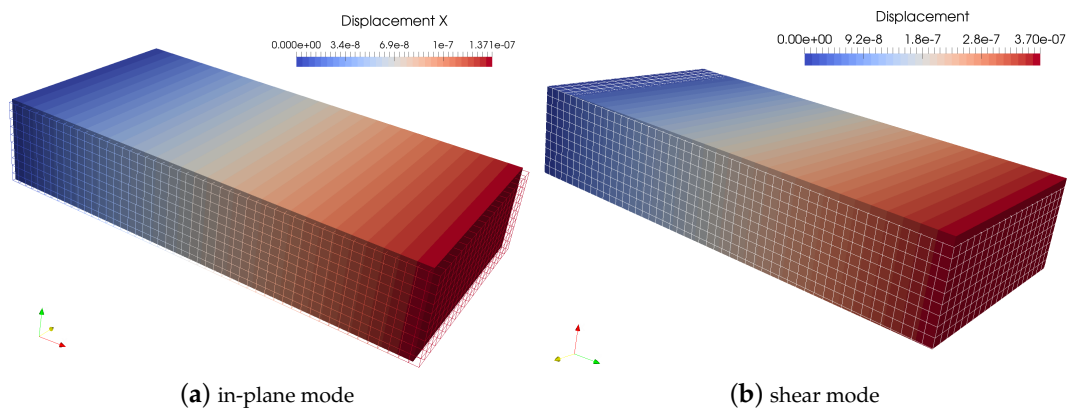 Displacement X
0.000e+00 3.4e-8 6.9e-8 1e-7 1.371e-07
Displacement
0.00e+00 9.2e-8 1.8e-7 2.8e-7 3.70e-07
(a) in-plane mode
(b) shear mode